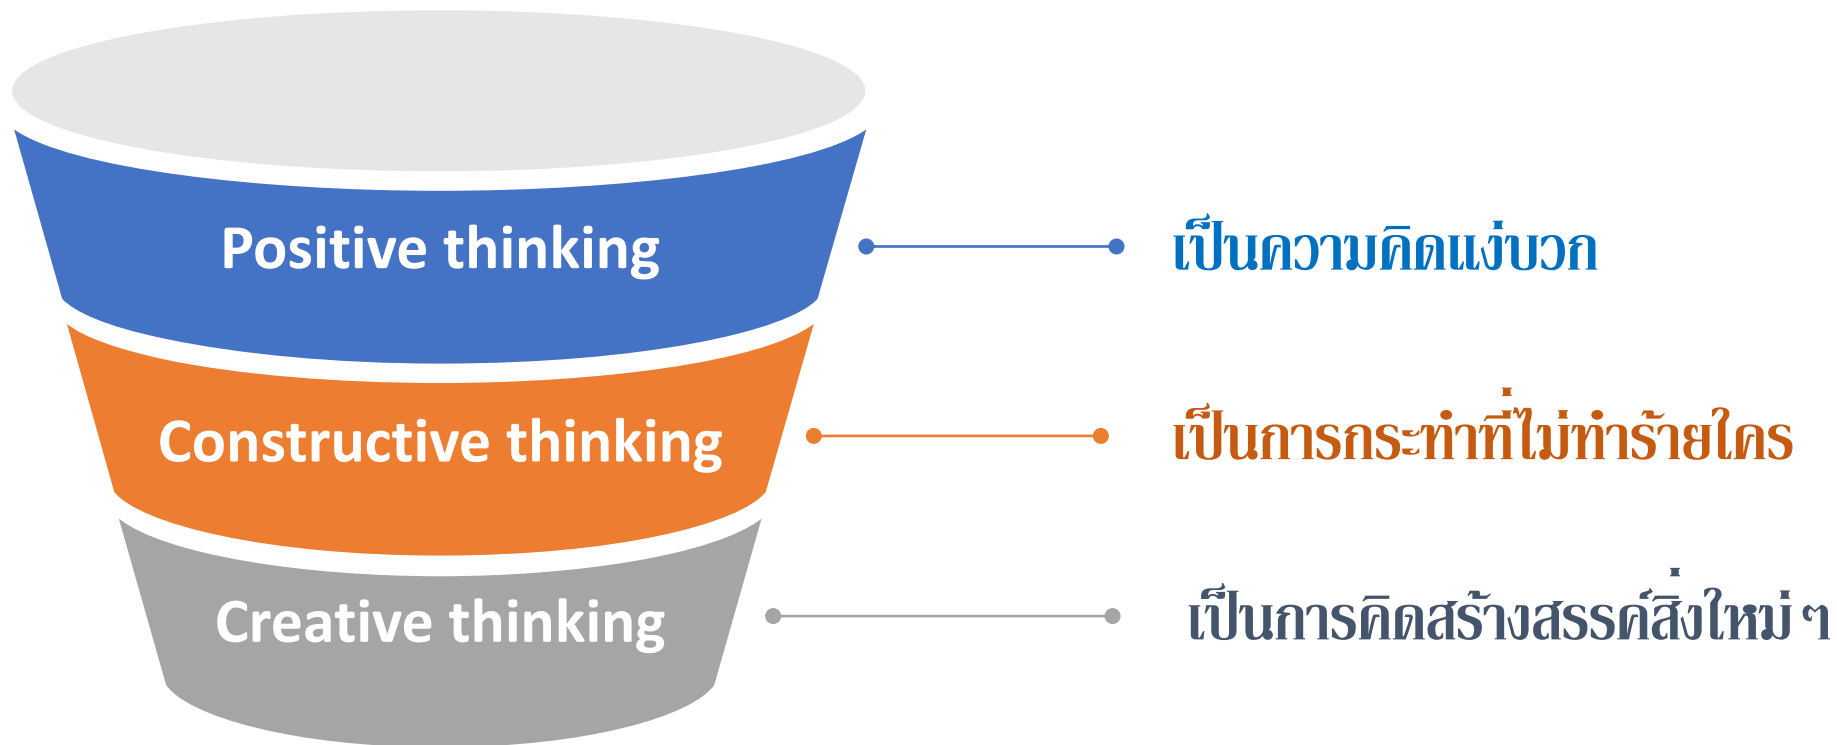 Positive thinking
เป็นความคิดแง่บวก
Constructive thinking
เป็นการกระทำที่ไม่ทำร้ายใคร
Creative thinking
เป็นการคิดสร้างสรรค์สิ่งใหม่ ๆ